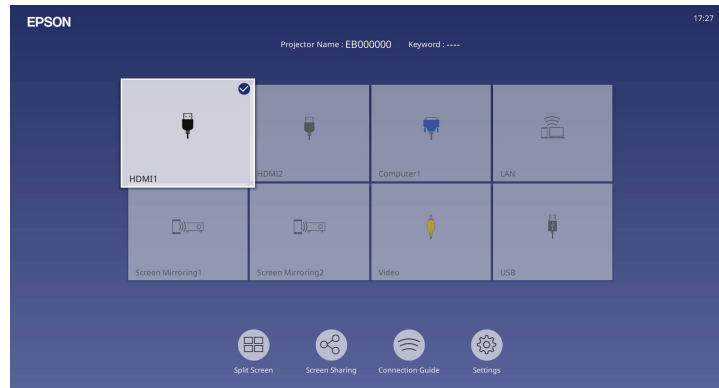 EPSON
17:27
Projector Name : EB000000 Keyword : ----
HDMI1
HDMI2
Computer1
LAN
Screen Mirroring1
Screen Mirroring2
Video
USB
Split Screen
Screen Sharing
Connection Guide
Settings